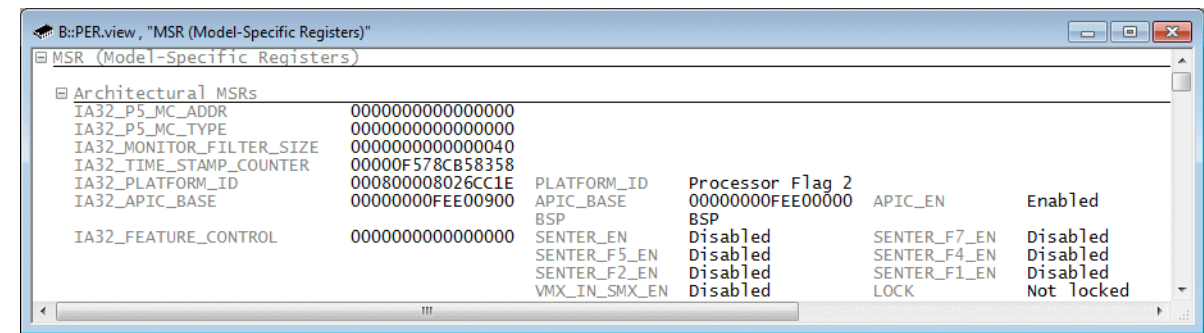 B::PER.view , "MSR (Model-Specific Registers)"
MSR (Model-Specific Registers)
Architectural MSRs
IA32_P5_MC_ADDR 0000000000000000
IA32_P5_MC_TYPE 0000000000000000
IA32_MONITOR_FILTER_SIZE 0000000000000040
IA32_TIME_STAMP_COUNTER 00000F578CB58358
IA32_PLATFORM_ID 000800008026CC1E PLATFORM_ID Processor Flag 2
IA32_APIC_BASE 00000000FEE00900 APIC_BASE 00000000FEE00000 APIC_EN Enabled
BSP BSP
IA32_FEATURE_CONTROL 0000000000000000 SENTER_EN Disabled SENTER_F7_EN Disabled
SENTER_F5_EN Disabled SENTER_F4_EN Disabled
SENTER_F2_EN Disabled SENTER_F1_EN Disabled
VMX_IN_SMX_EN Disabled LOCK Not locked